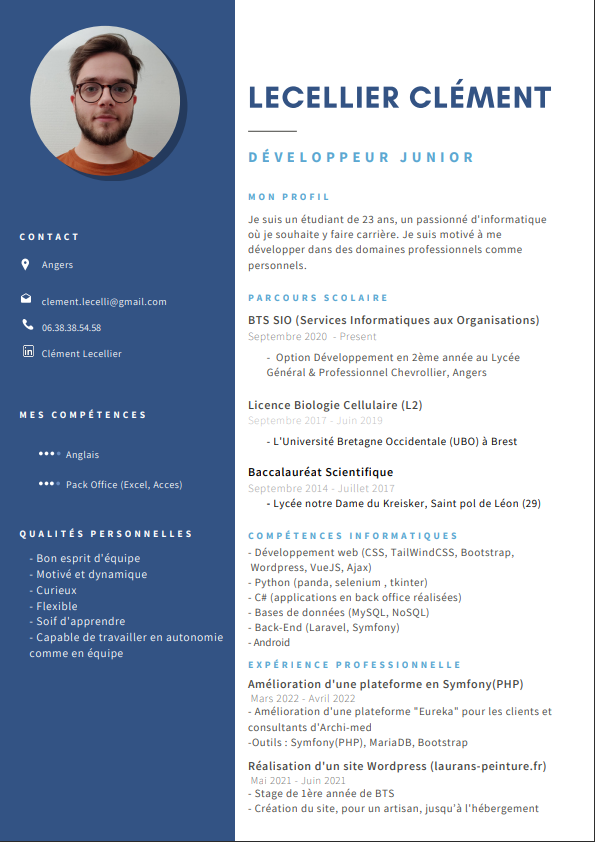 LECELLIER CLÉMENT
DÉVELOPPEUR JUNIOR
CONTACT
Angers
clement.lecelli@gmail.com
06.38.38.54.58
Clément Lecellier
MES COMPÉTENCES
Anglais
Pack Office (Excel, Acces)
QUALITÉS PERSONNELLES
- Bon esprit d'équipe
- Motivé et dynamique
- Curieux
- Flexible
- Soif d'apprendre
- Capable de travailler en autonomie
comme en équipe
MON PROFIL
Je suis un étudiant de 23 ans, un passionné d'informatique
où je souhaite y faire carrière. Je suis motivé à me
développer dans des domaines professionnels comme
personnels.
PARCOURS SCOLAIRE
BTS SIO (Services Informatiques aux Organisations)
Septembre 2020 - Present
- Option Développement en 2ème année au Lycée
Général & Professionnel Chevrollier, Angers
Licence Biologie Cellulaire (L2)
Septembre 2017 - Juin 2019
- L'Université Bretagne Occidentale (UBO) à Brest
Baccalauréat Scientifique
Septembre 2014 - Juillet 2017
- Lycée notre Dame du Kreisker, Saint pol de Léon (29)
COMPÉTENCES INFORMATIQUES
- Développement web (CSS, TailWindCSS, Bootstrap,
Wordpress, VueJS, Ajax)
- Python (panda, selenium , tkinter)
- C# (applications en back office réalisées)
- Bases de données (MySQL, NoSQL)
- Back-End (Laravel, Symfony)
- Android
EXPÉRIENCE PROFESSIONNELLE
Amélioration d'une plateforme en Symfony(PHP)
Mars 2022 - Avril 2022
- Amélioration d'une plateforme "Eureka" pour les clients et
consultants d'Archi-med
-Outils : Symfony(PHP), MariaDB, Bootstrap
Réalisation d'un site Wordpress (laurans-peinture.fr)
Mai 2021 - Juin 2021
- Stage de 1ère année de BTS
- Création du site, pour un artisan, jusqu'à l'hébergement